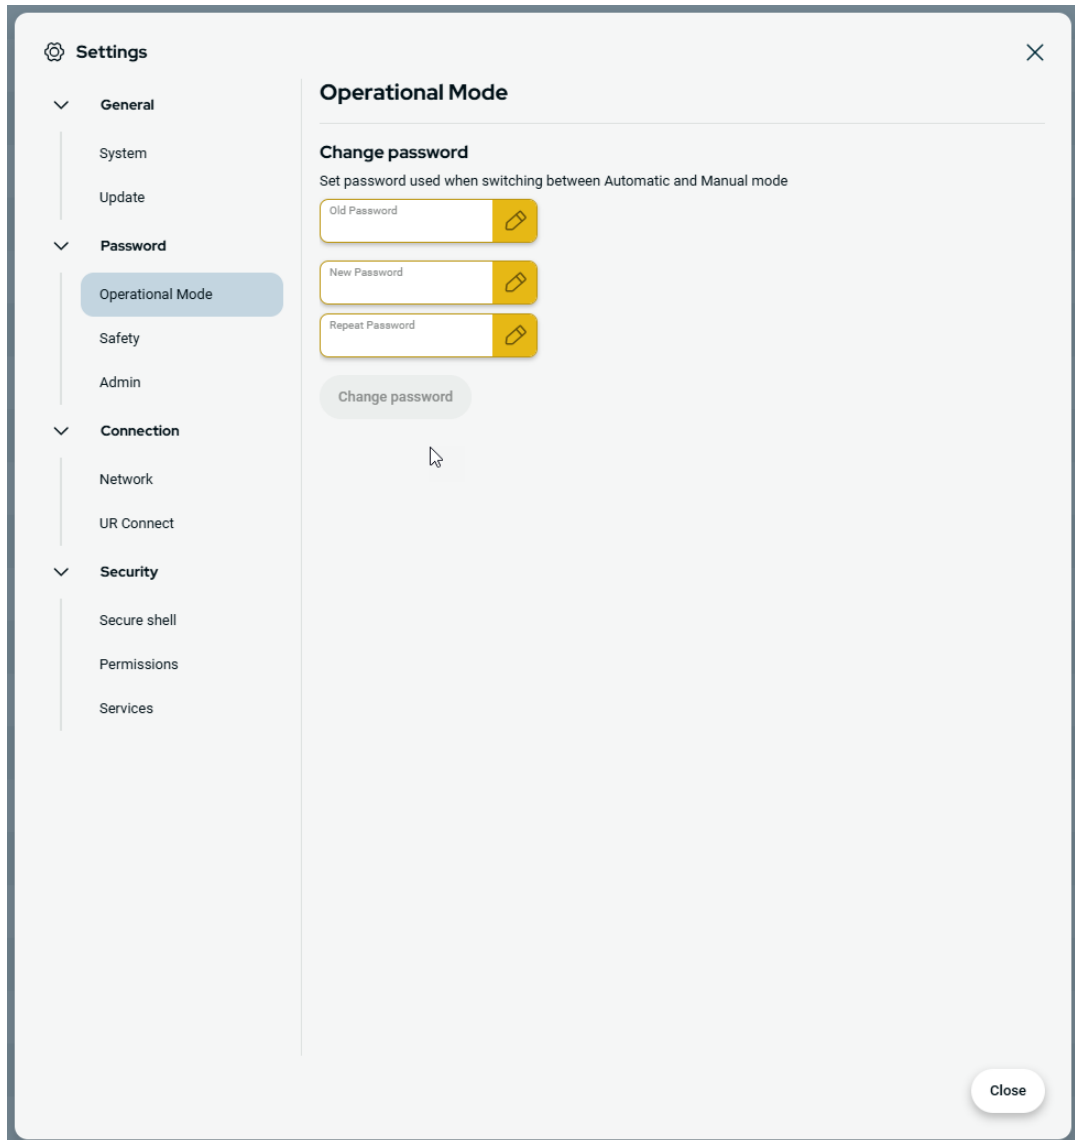 Settings
General
System
Update
Password
Operational Mode
Safety
Admin
Connection
Network
UR Connect
Security
Secure shell
Permissions
Services
Operational Mode
Change password
Set password used when switching between Automatic and Manual mode
Old Password
New Password
Repeat Password
Change password
Close